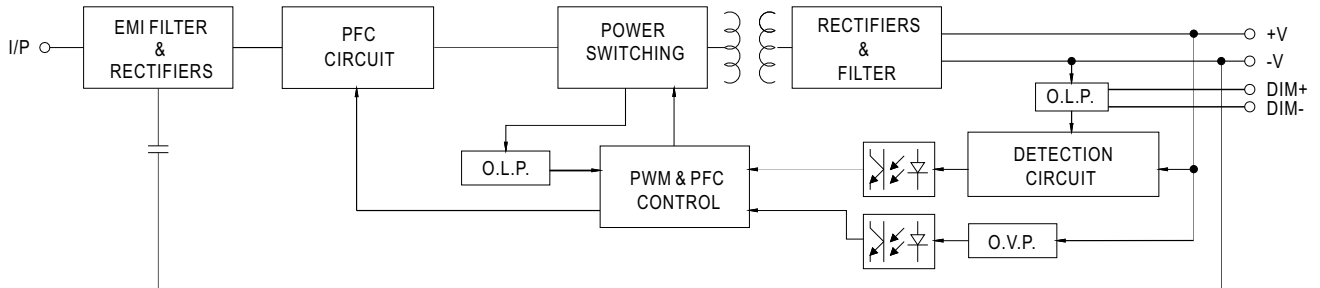 I/P
EMI FILTER
&
RECTIFIERS
PFC
CIRCUIT
POWER
SWITCHING
RECTIFIERS
&
FILTER
+V
-V
DIM+
DIM-
O.L.P.
DETECTION
CIRCUIT
O.L.P.
PWM & PFC
CONTROL
O.V.P.